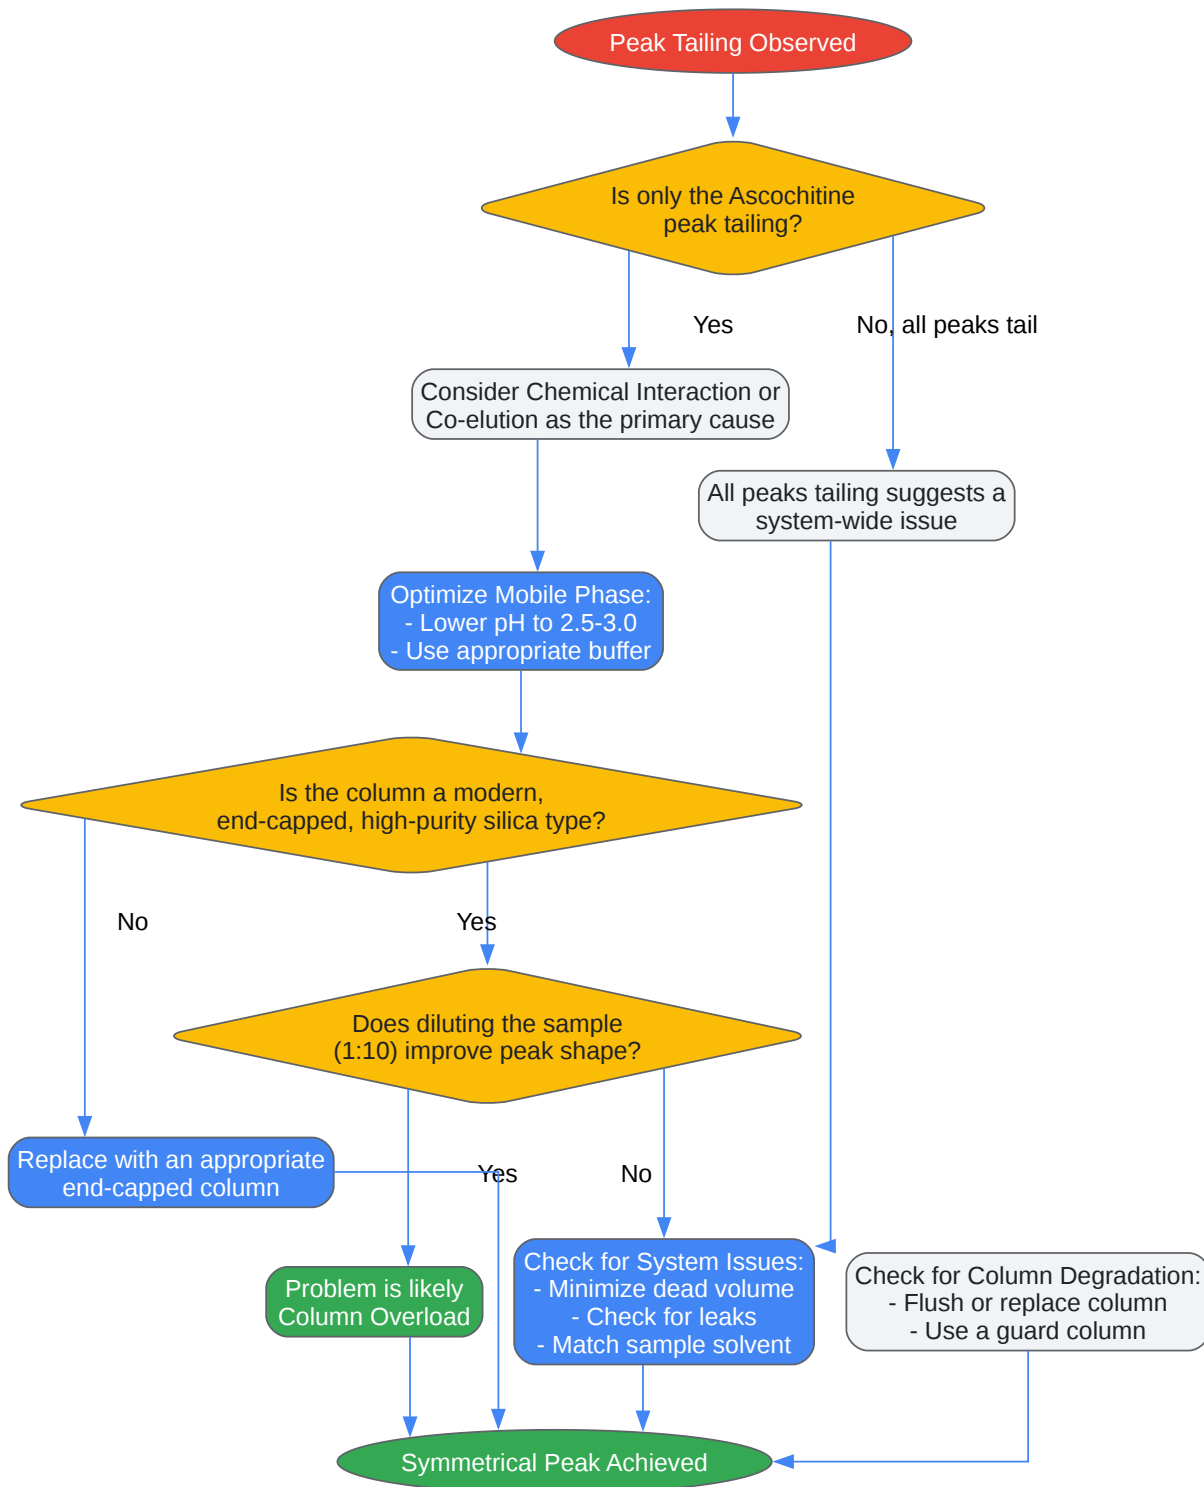 Peak Tailing Observed
Is only the Ascochitine
peak tailing?
Yes
No, all peaks tail
Consider Chemical Interaction or
Co-elution as the primary cause
All peaks tailing suggests a
system-wide issue
Optimize Mobile Phase:
- Lower pH to 2.5-3.0
- Use appropriate buffer
Is the column a modern,
end-capped, high-purity silica type?
No
Yes
Does diluting the sample
(1:10) improve peak shape?
Replace with an appropriate
end-capped column
Yes
No
Problem is likely
Column Overload
Check for System Issues:
- Minimize dead volume
- Check for leaks
- Match sample solvent
Check for Column Degradation:
- Flush or replace column
- Use a guard column
Symmetrical Peak Achieved